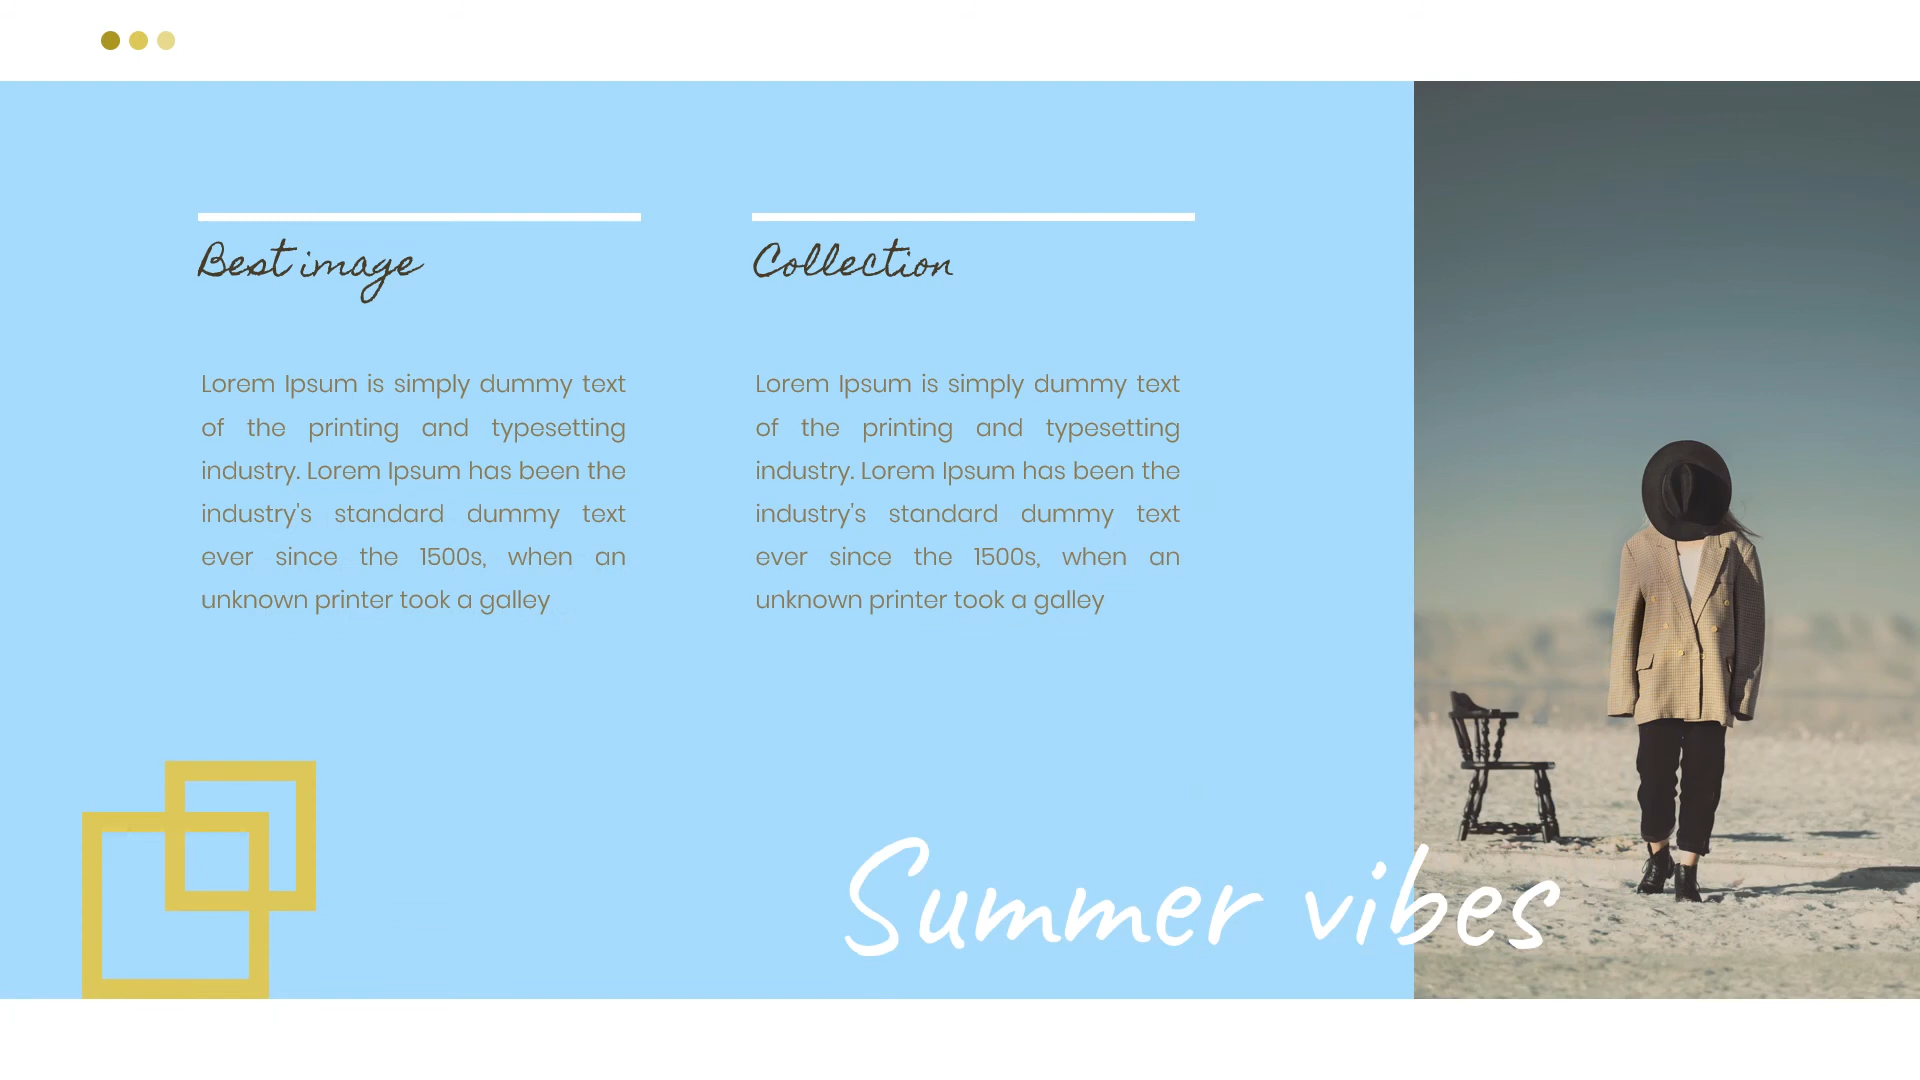 Best image
Lorem Ipsum is simply dummy text
of the printing and typesetting
industry. Lorem Ipsum has been the
industry's standard dummy text
ever since the 1500s, when an
unknown printer took a galley
Collection
Lorem Ipsum is simply dummy text
of the printing and typesetting
industry. Lorem Ipsum has been the
industry's standard dummy text
ever since the 1500s, when an
unknown printer took a galley
Summer vibes